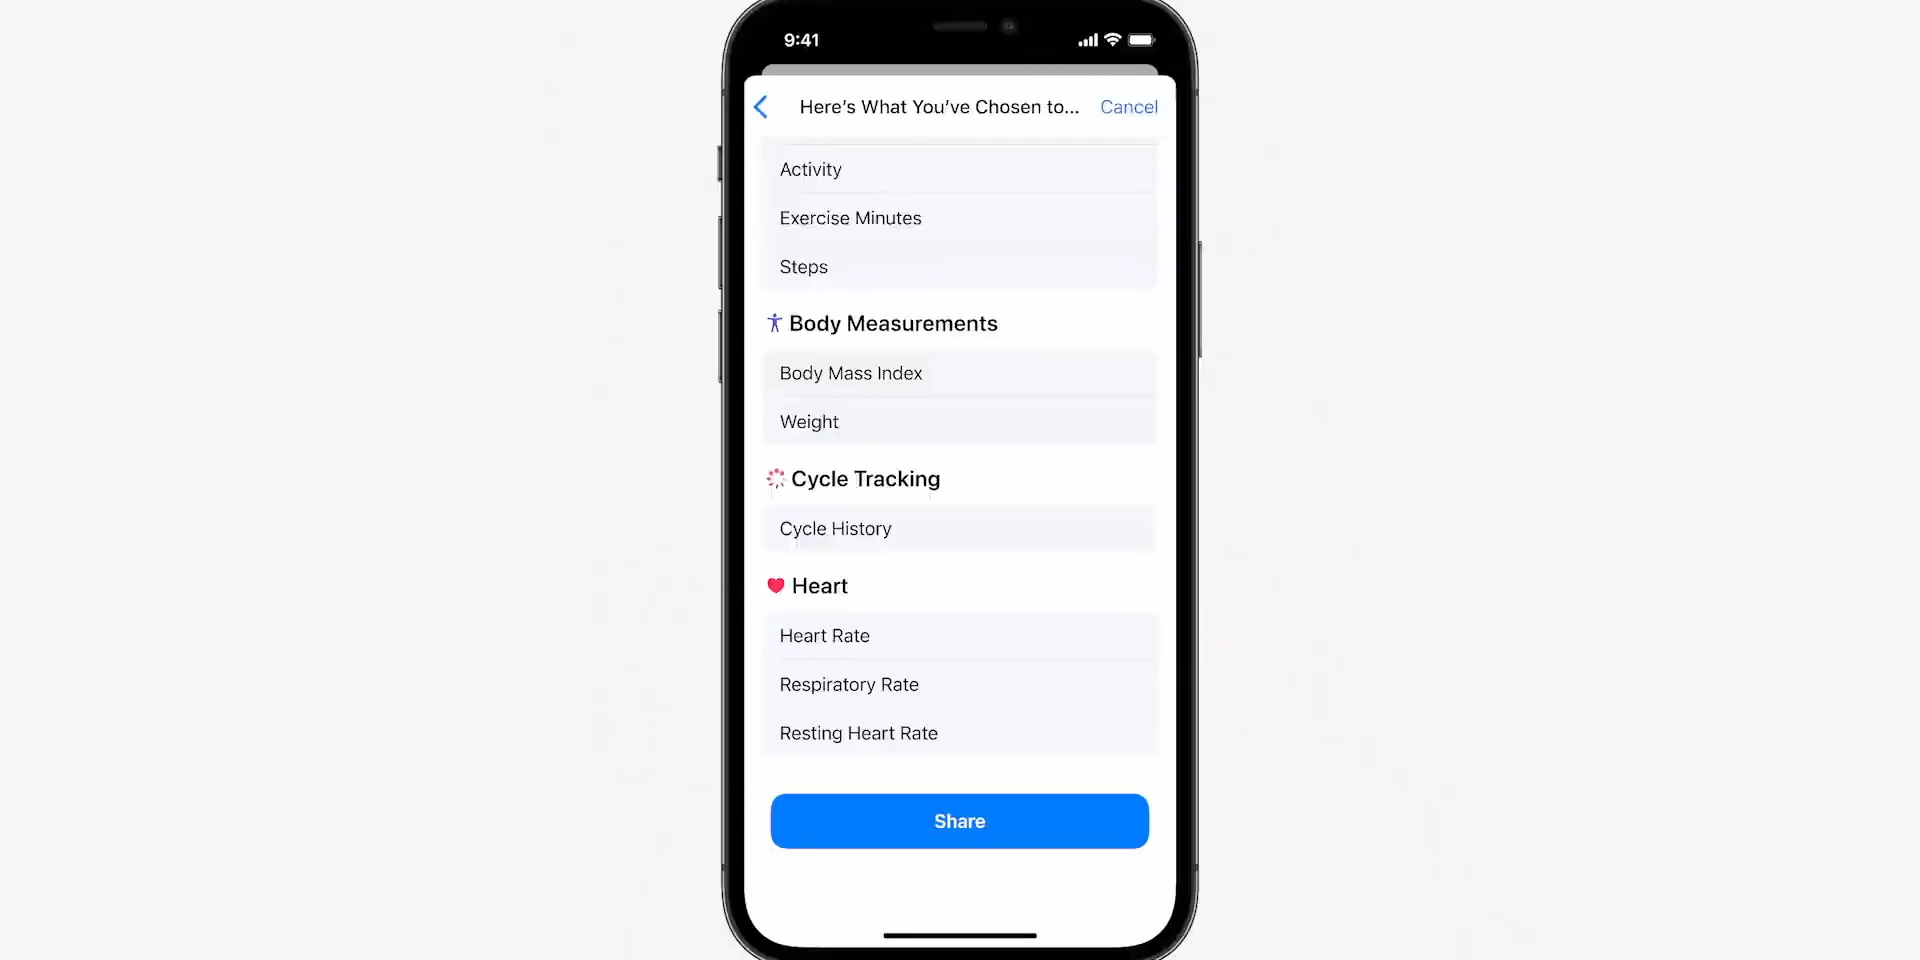 9:41
Here's What You've Chosen to...
Cancel
Activity
Exercise Minutes
Steps
Body Measurements
Body Mass Index
Weight
Cycle Tracking
Cycle History
Heart
Heart Rate
Respiratory Rate
Resting Heart Rate
Share